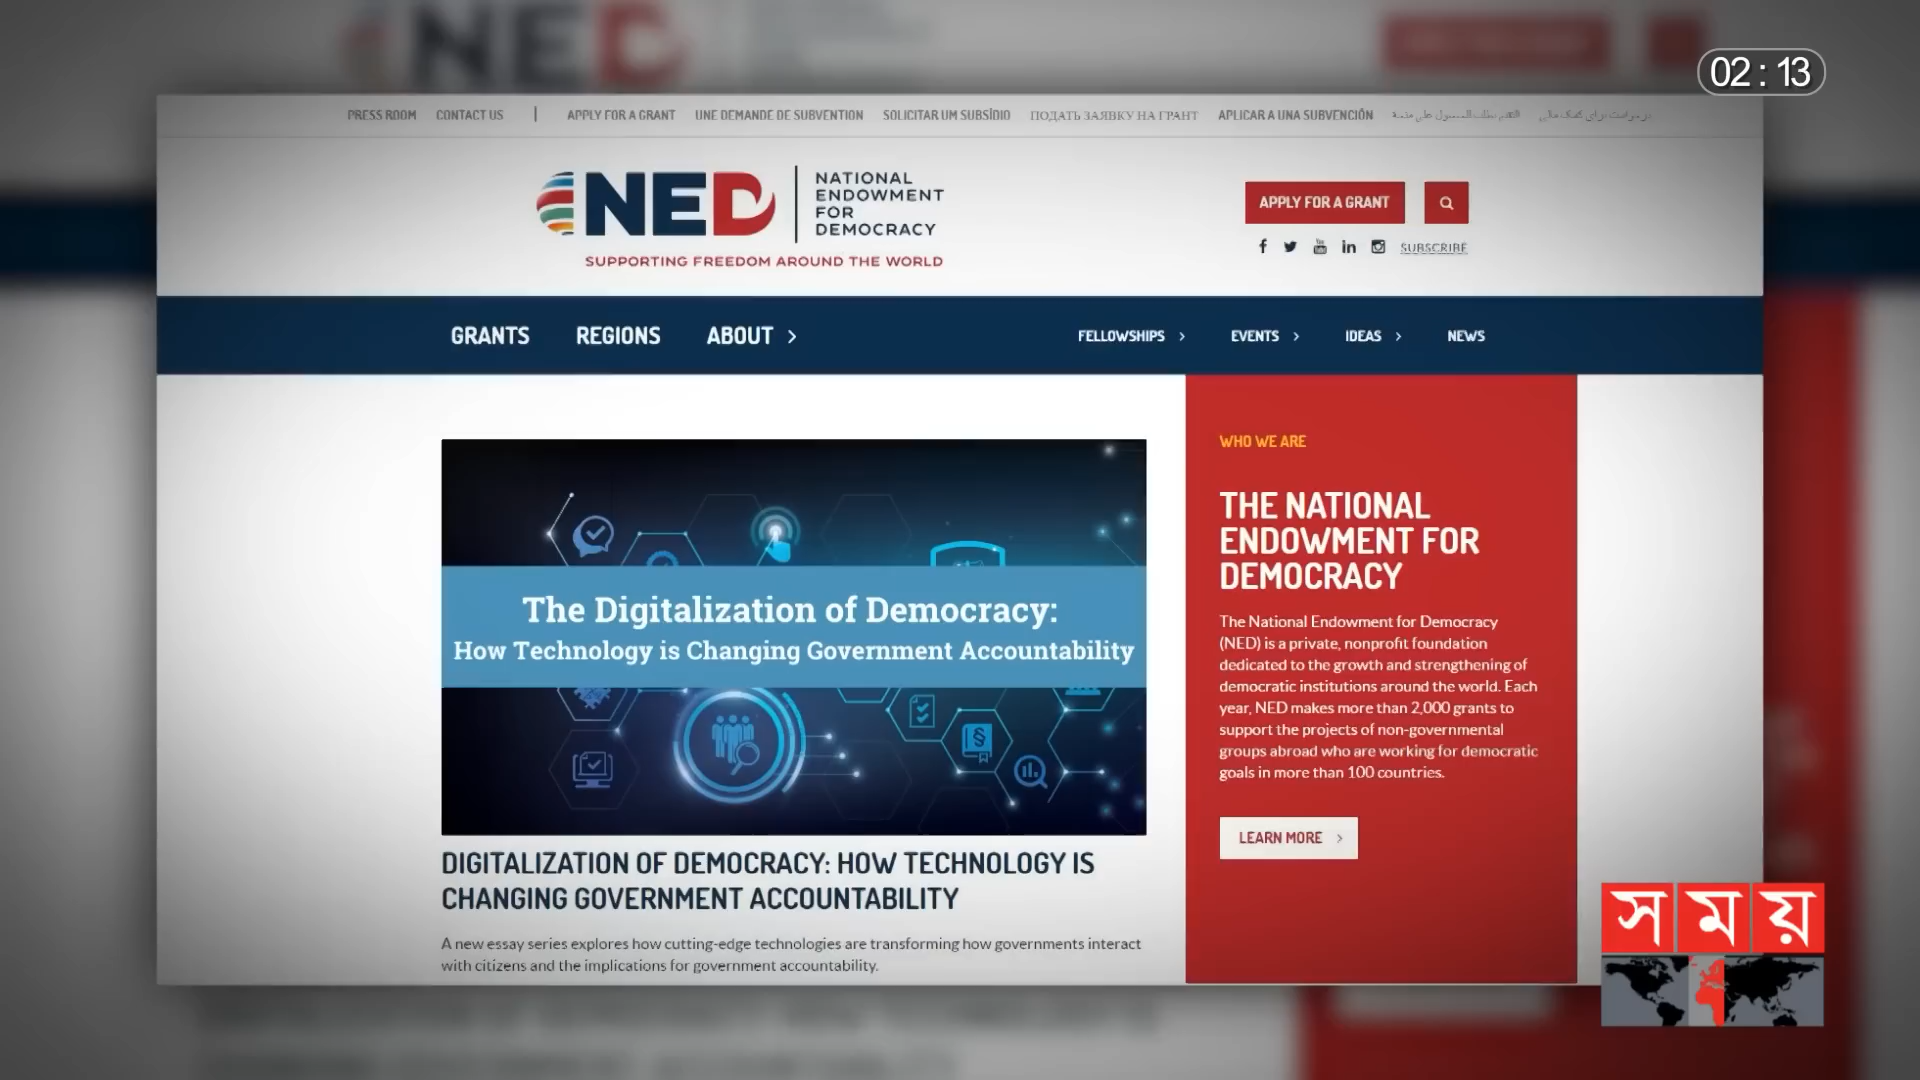 02 : 13
PRESS ROOM CONTACT US | APPLY FOR A GRANT UNE DEMANDE DE SUBVENTION SOLICITAR UM SUBSÍDIO ПОДАТЬ ЗАЯВКУ НА ГРАНТ APLICAR A UNA SUBVENCIÓN
NED
NATIONAL
ENDOWMENT
FOR
DEMOCRACY
SUPPORTING FREEDOM AROUND THE WORLD
APPLY FOR A GRANT
SUBSCRIBE
GRANTS REGIONS ABOUT > FELLOWSHIPS > EVENTS > IDEAS > NEWS
The Digitalization of Democracy:
How Technology is Changing Government Accountability
DIGITALIZATION OF DEMOCRACY: HOW TECHNOLOGY IS
CHANGING GOVERNMENT ACCOUNTABILITY
A new essay series explores how cutting-edge technologies are transforming how governments interact
with citizens and the implications for government accountability.
WHO WE ARE
THE NATIONAL
ENDOWMENT FOR
DEMOCRACY
The National Endowment for Democracy
(NED) is a private, nonprofit foundation
dedicated to the growth and strengthening of
democratic institutions around the world. Each
year, NED makes more than 2,000 grants to
support the projects of non-governmental
groups abroad who are working for democratic
goals in more than 100 countries.
LEARN MORE >
সময়